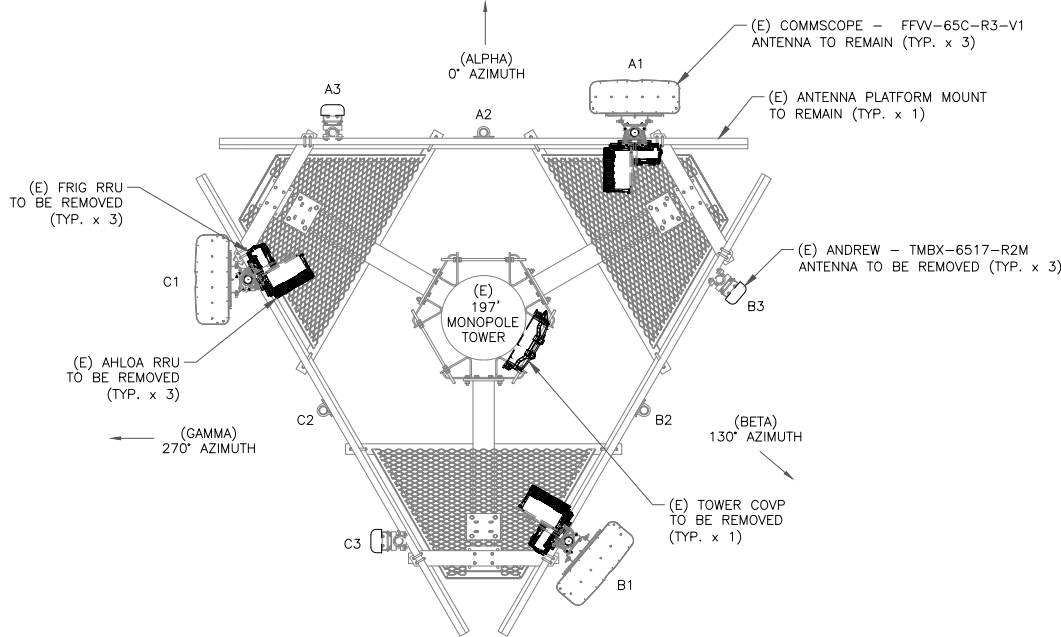 (E) COMMSCOPE - FFVV-65C-R3-V1
ANTENNA TO REMAIN (TYP. x 3)
(ALPHA)
0° AZIMUTH
A1
A3
A2
(E) ANTENNA PLATFORM MOUNT
TO REMAIN (TYP. x 1)
(E) FRIG RRU
TO BE REMOVED
(TYP. x 3)
(E) ANDREW - TMBX-6517-R2M
ANTENNA TO BE REMOVED (TYP. x 3)
C1
B3
(E)
197'
MONOPOLE
TOWER
(E) AHLOA RRU
TO BE REMOVED
(TYP. x 3)
C2
B2
(GAMMA)
270° AZIMUTH
(BETA)
130° AZIMUTH
(E) TOWER COVP
TO BE REMOVED
(TYP. x 1)
C3
B1